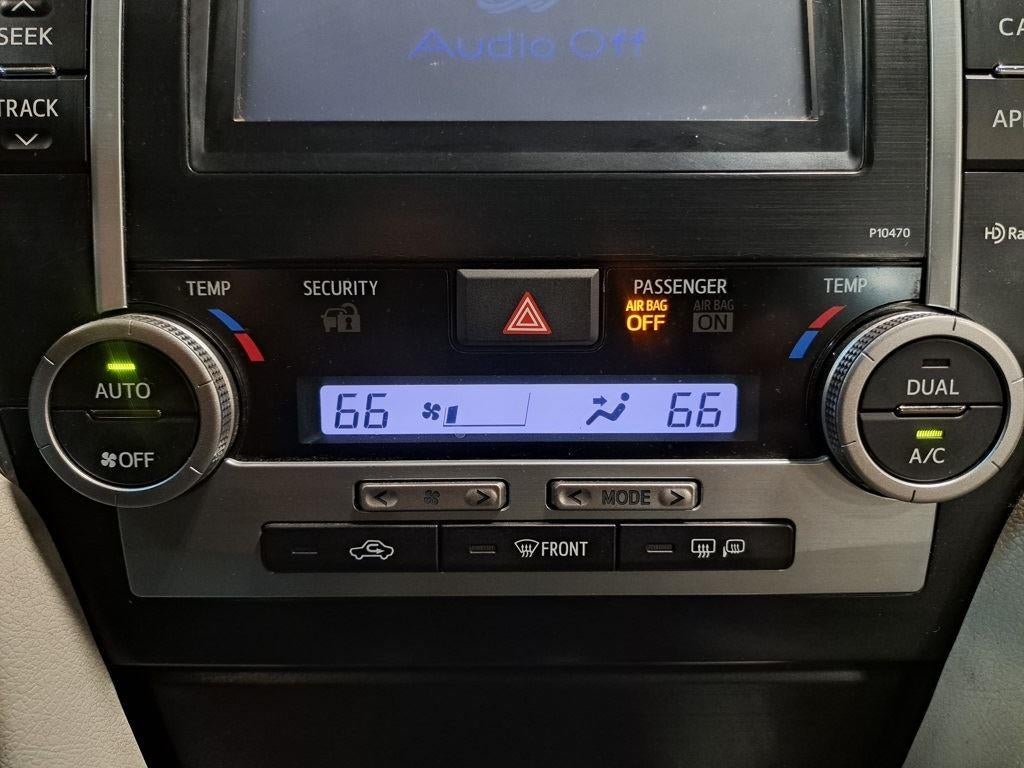 SEEK
TRACK
Audio Off
CA
AP
P10470
HD Ra
TEMP
SECURITY
PASSENGER
AIR BAG
OFF
AIR BAG
ON
TEMP
AUTO
OFF
66
66
DUAL
A/C
MODE
FRONT